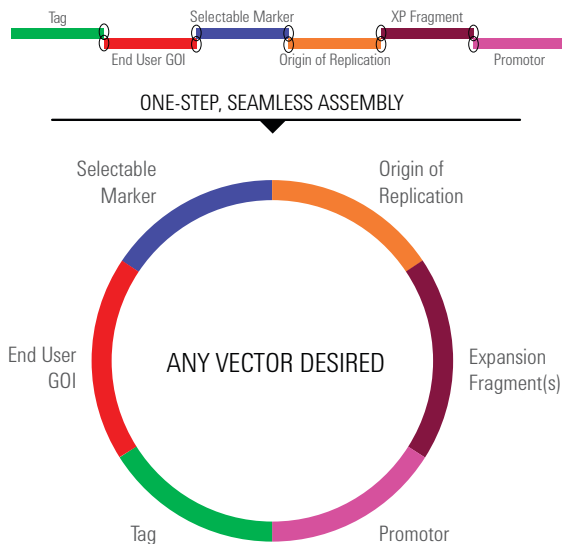 Tag
Selectable Marker
XP Fragment
End User GOI
Origin of Replication
Promotor
ONE-STEP, SEAMLESS ASSEMBLY
Selectable
Marker
Origin of
Replication
End User
GOI
ANY VECTOR DESIRED
Expansion
Fragment(s)
Tag
Promotor